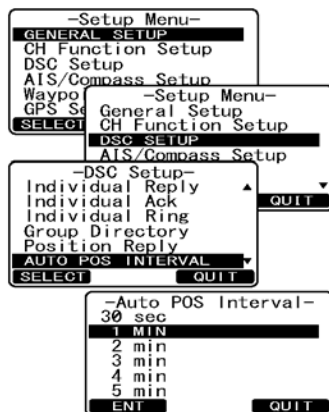 -Setup Menu-
GENERAL SETUP
CH Function Setup
DSC Setup
AIS/Compass Setup
Waypo
GPS Se
SELECT
-Setup Menu-
General Setup
CH Function Setup
DSC SETUP
AIS/Compass Setup
QUIT
-DSC Setup-
Individual Reply
Individual Ack
Individual Ring
Group Directory
Position Reply
AUTO POS INTERVAL
SELECT QUIT
-Auto POS Interval-
30 sec
1 MIN
2 min
3 min
4 min
5 min
ENT QUIT